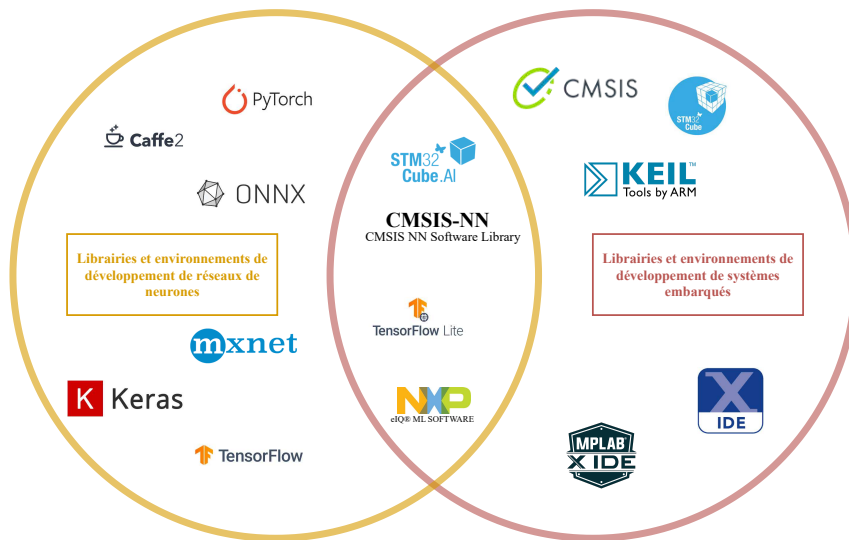 PyTorch
Caffe2
ONNX
Librairies et environnements de
développement de réseaux de
neurones
mxnet
K Keras
TensorFlow
STM32
Cube.AI
CMSIS-NN
CMSIS NN Software Library
TensorFlow Lite
NXP
eIQ® ML SOFTWARE
CMSIS
STM32
Cube
KEIL™
Tools by ARM
Librairies et environnements de
développement de systèmes
embarqués
X
IDE
MPLAB®
X IDE